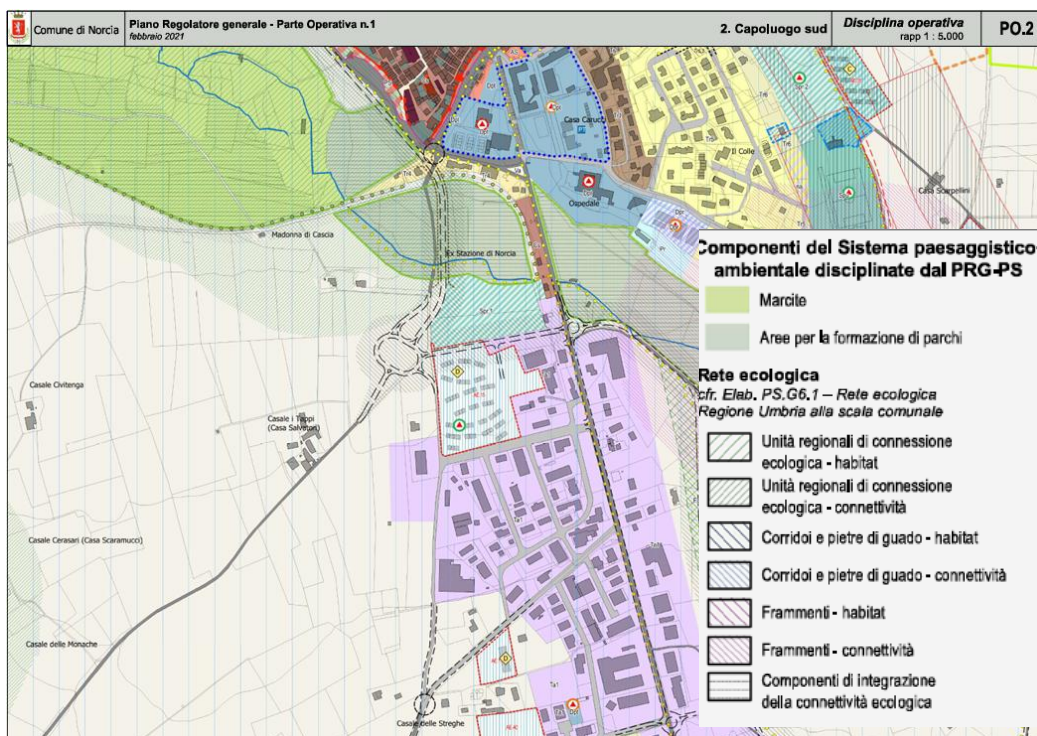 Comune di Norcia
Piano Regolatore generale - Parte Operativa n.1
febbraio 2021
2. Capoluogo sud
Disciplina operativa
rapp 1 : 5.000
PO.2
Casa Carucci
Il Colle
Ospedale
Casa Scarpellini
Madonna di Cascia
Ex Stazione di Norcia
Casale Civitenga
Casale i Tappi
(Casa Salvatori)
Casale Cerasari (Casa Scaramucci)
Casale delle Monache
Casale delle Streghe
Componenti del Sistema paesaggistico-
ambientale disciplinate dal PRG-PS
Marcite
Aree per la formazione di parchi
Rete ecologica
cfr. Elab. PS.G6.1 – Rete ecologica
Regione Umbria alla scala comunale
Unità regionali di connessione
ecologica - habitat
Unità regionali di connessione
ecologica - connettività
Corridoi e pietre di guado - habitat
Corridoi e pietre di guado - connettività
Frammenti - habitat
Frammenti - connettività
Componenti di integrazione
della connettività ecologica